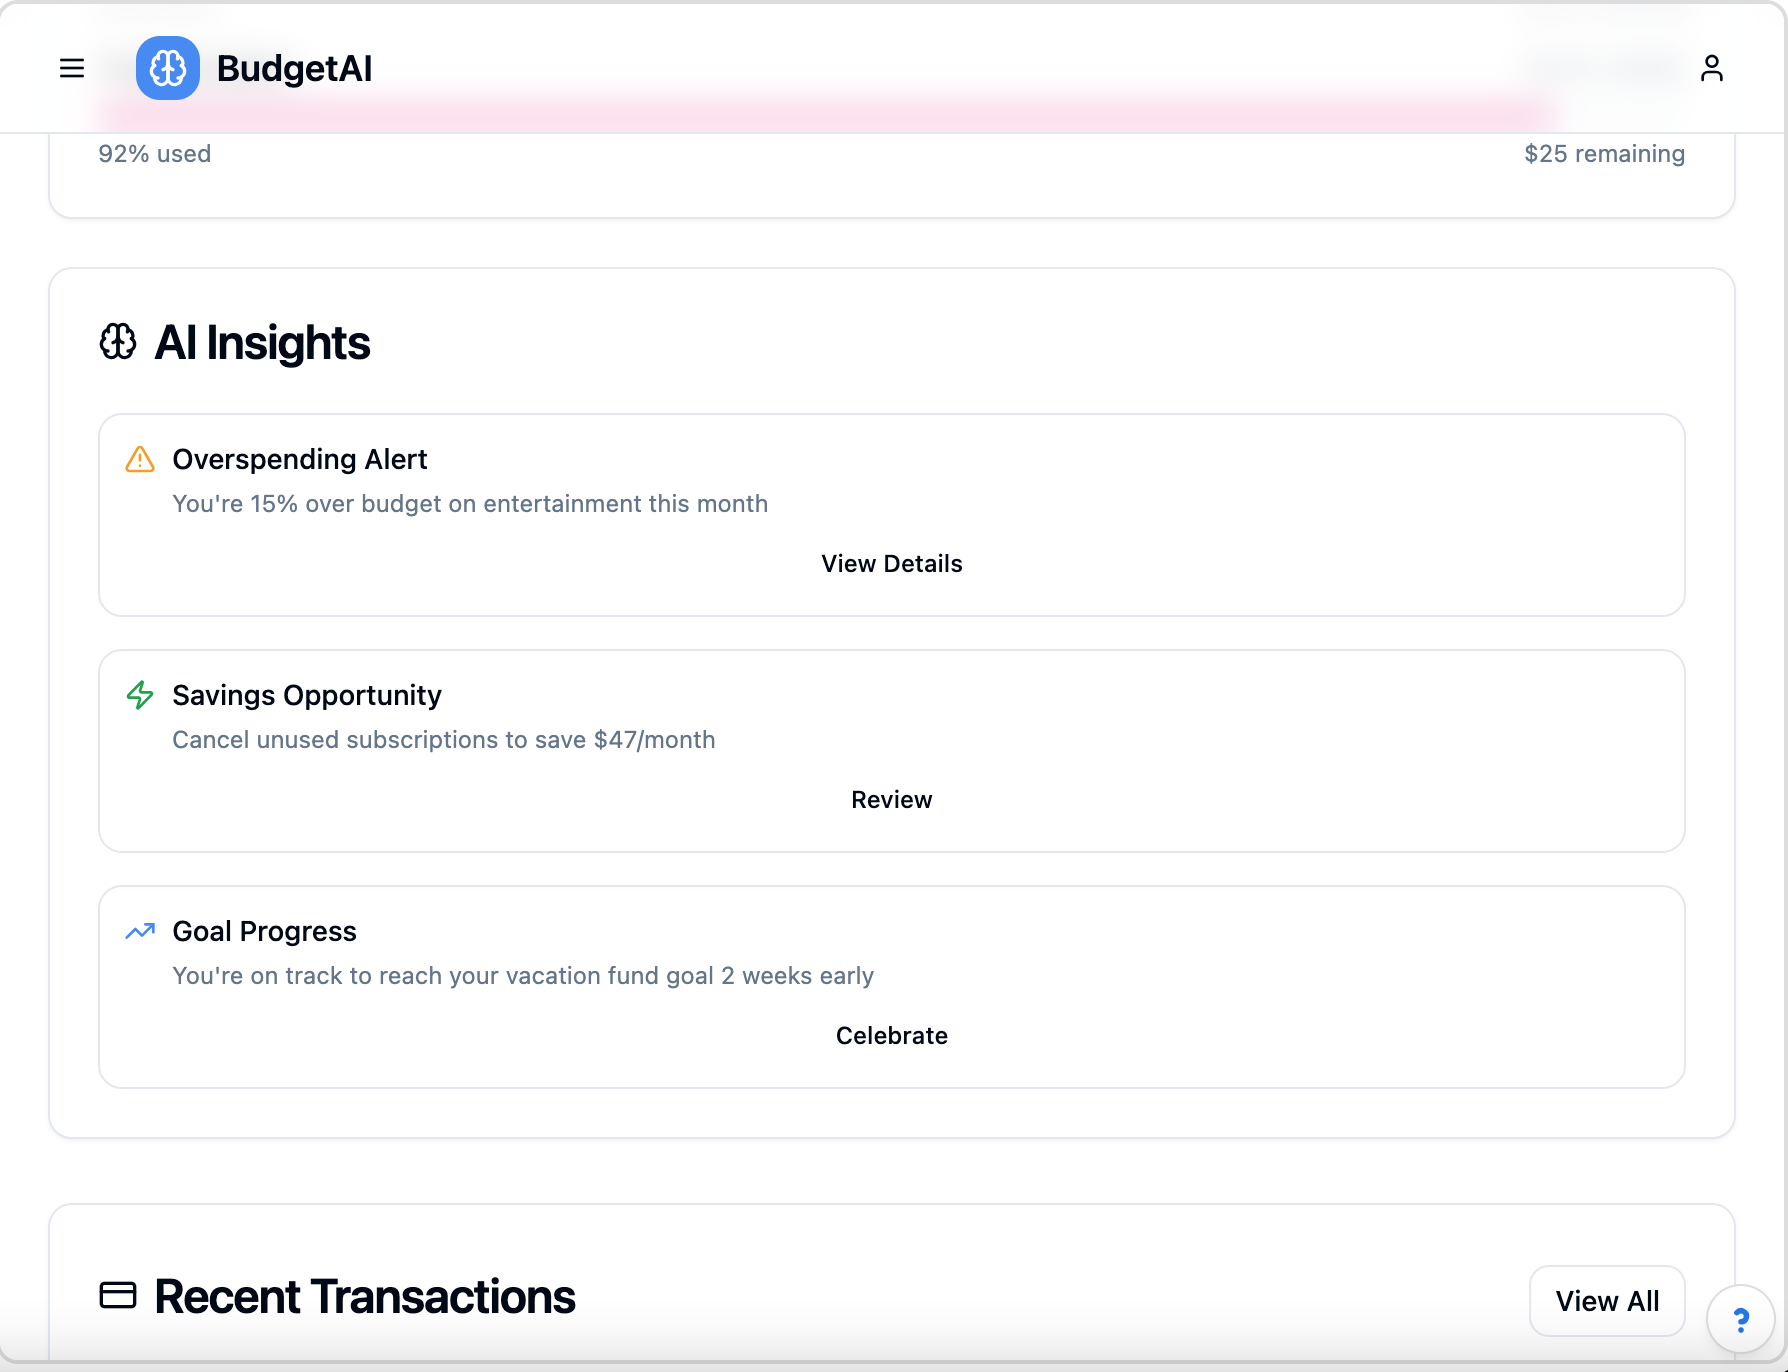 BudgetAI
92% used
$25 remaining
AI Insights
Overspending Alert
You're 15% over budget on entertainment this month
View Details
Savings Opportunity
Cancel unused subscriptions to save $47/month
Review
Goal Progress
You're on track to reach your vacation fund goal 2 weeks early
Celebrate
Recent Transactions
View All
?